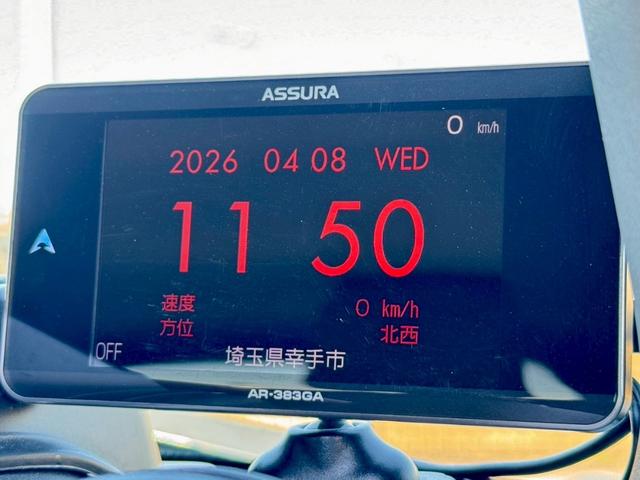 ASSURA
0 km/h
2026 04 08 WED
11 50
速度 0 km/h
方位 北西
OFF 埼玉県幸手市
AR•383GA